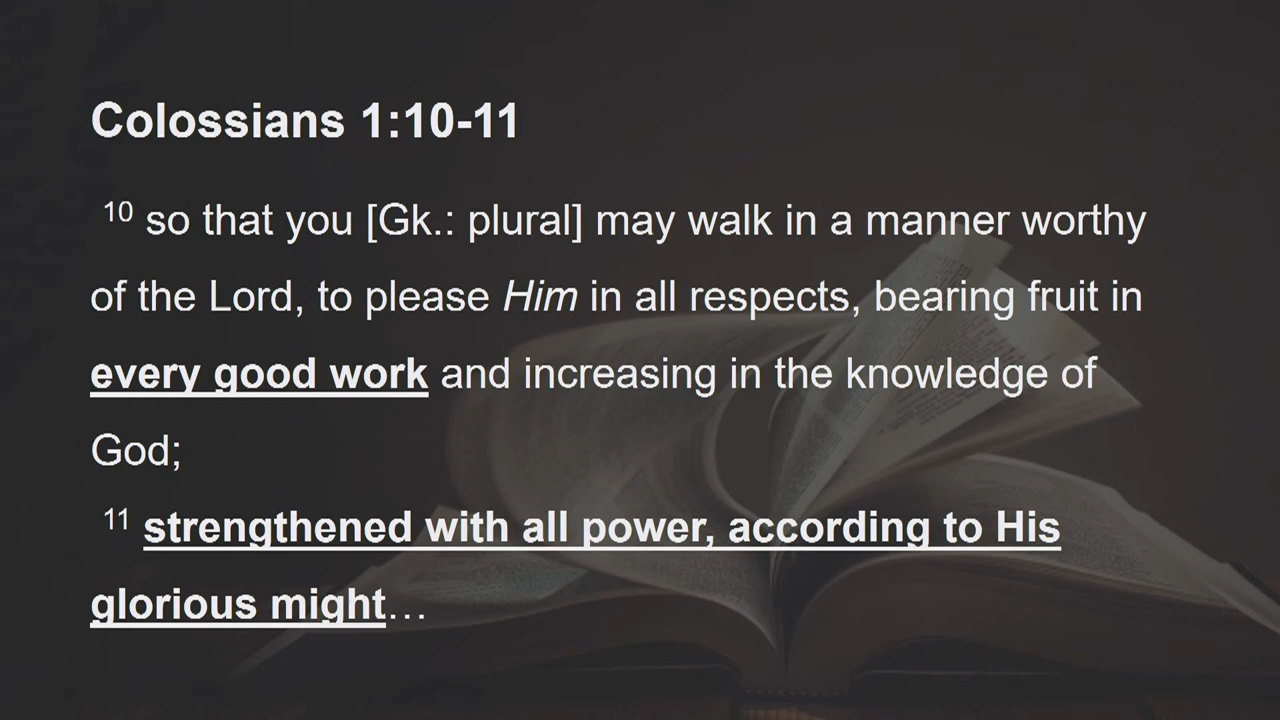 Colossians 1:10-11
10 so that you [Gk.: plural] may walk in a manner worthy
of the Lord, to please Him in all respects, bearing fruit in
every good work and increasing in the knowledge of
God;
11 strengthened with all power, according to His
glorious might…